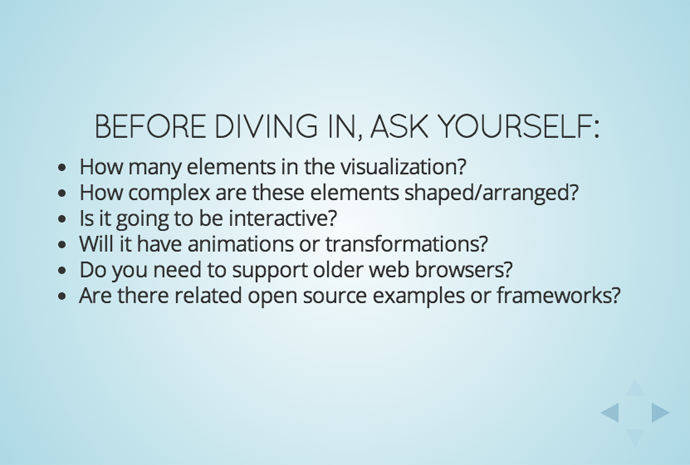 BEFORE DIVING IN, ASK YOURSELF:
• How many elements in the visualization?
• How complex are these elements shaped/arranged?
• Is it going to be interactive?
• Will it have animations or transformations?
• Do you need to support older web browsers?
• Are there related open source examples or frameworks?